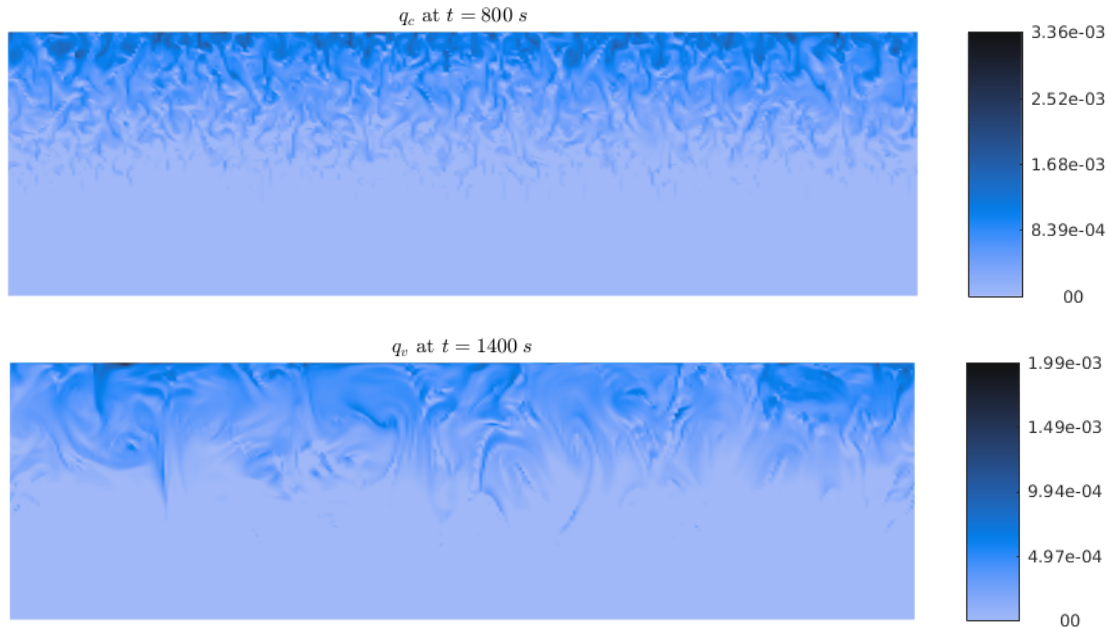 q_c at t = 800 s
3.36e-03
2.52e-03
1.68e-03
8.39e-04
00
q_v at t = 1400 s
1.99e-03
1.49e-03
9.94e-04
4.97e-04
00